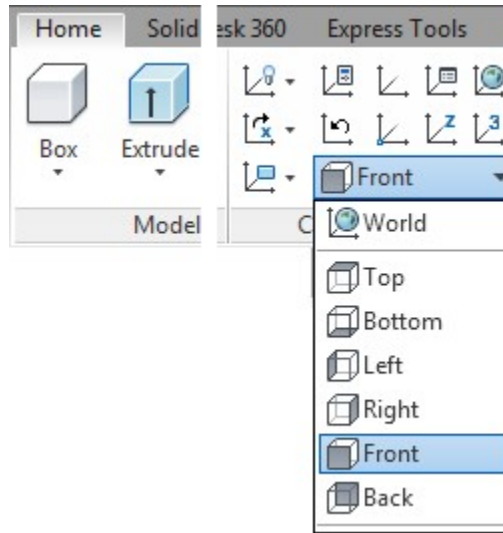 Home Solid esk 360 Express Tools
Box Extrude
Front
Model C
World
Top
Bottom
Left
Right
Front
Back